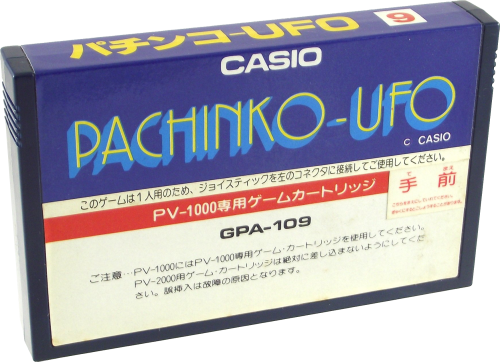 パチンコ-UFO 9
CASIO
PACHINKO-UFO
C CASIO
このゲームは1人用のため、ジョイスティックを左のコネクタに接続してご使用してください。
PV-1000専用ゲームカートリッジ
手前
GPA-109
ご注意…PV-1000にはPV-1000専用ゲーム・カートリッジを使用してください。
PV-2000用ゲーム・カートリッジは絶対に差し込まないようにしてくだ
さい。誤挿入は故障の原因となります。